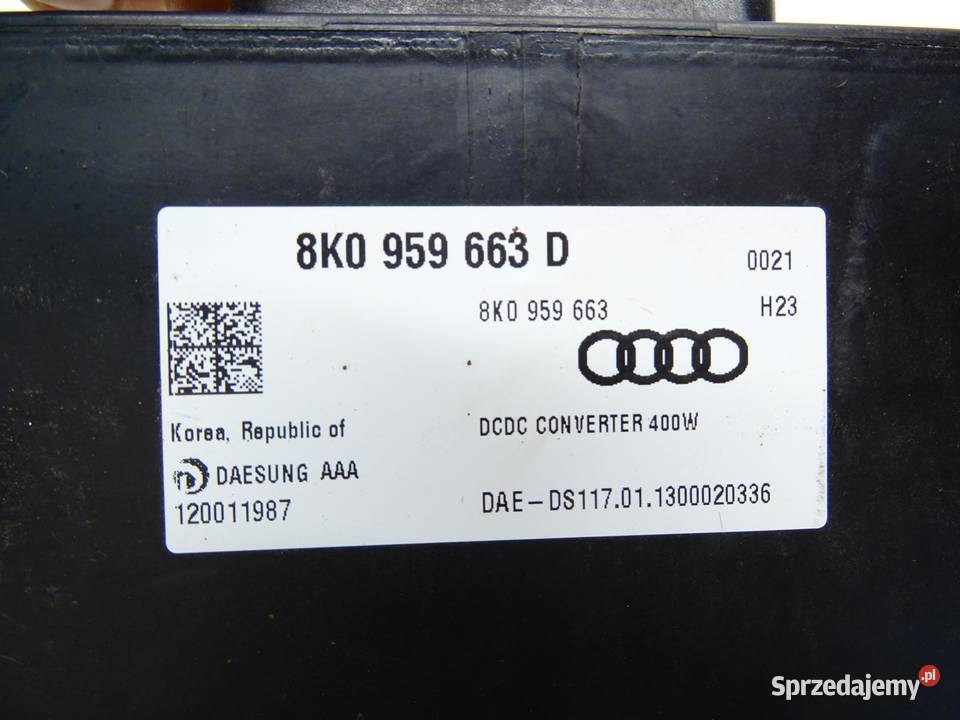 8K0 959 663 D
0021
8K0 959 663
H23
Korea, Republic of
DCDC CONVERTER 400W
DAESUNG AAA
120011987
DAE-DS117.01.1300020336
Sprzedajemy.pl